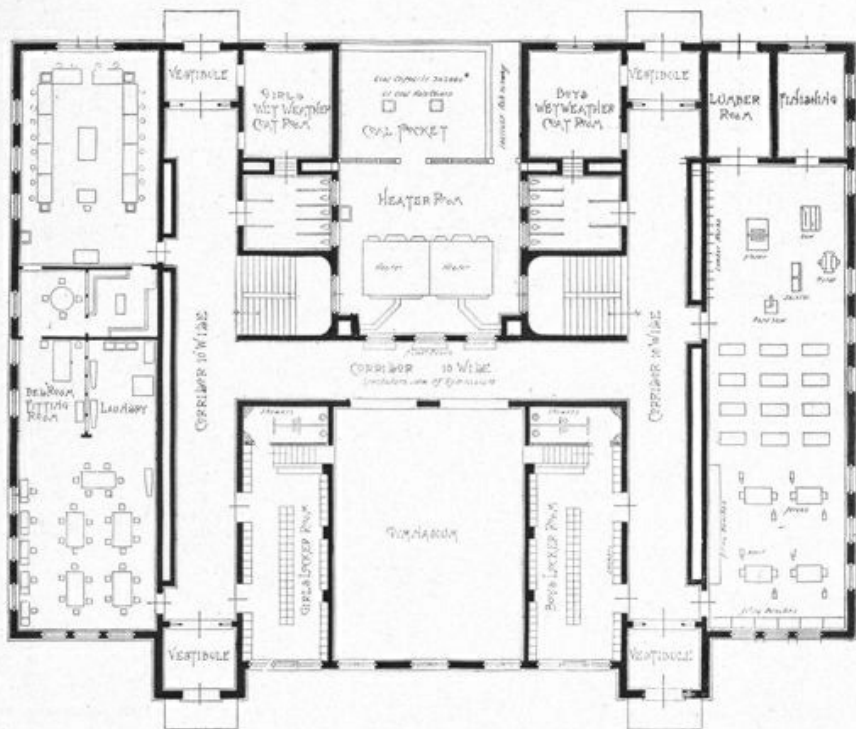 VESTIBULE
GIRLS
WET WEATHER
COAT ROOM
COAL POCKET
BOYS
WET WEATHER
COAT ROOM
VESTIBULE
LUMBER
ROOM
FINISHING
HEATER ROOM
Heater
Heater
CORRIDOR 10' WIDE
CORRIDOR 10 WIDE
CORRIDOR 10' WIDE
BED ROOM
FITTING
ROOM
LAUNDRY
Showers
Showers
GIRLS LOCKER ROOM
GYMNASIUM
BOYS LOCKER ROOM
Filing Benches
VESTIBULE
VESTIBULE